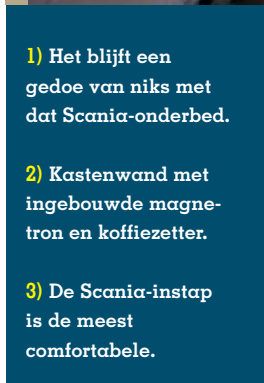 1) Het blijft een
gedoe van niks met
dat Scania-onderbed.
2) Kastenwand met
ingebouwde magne-
tron en koffiezetter.
3) De Scania-instap
is de meest
comfortabele.